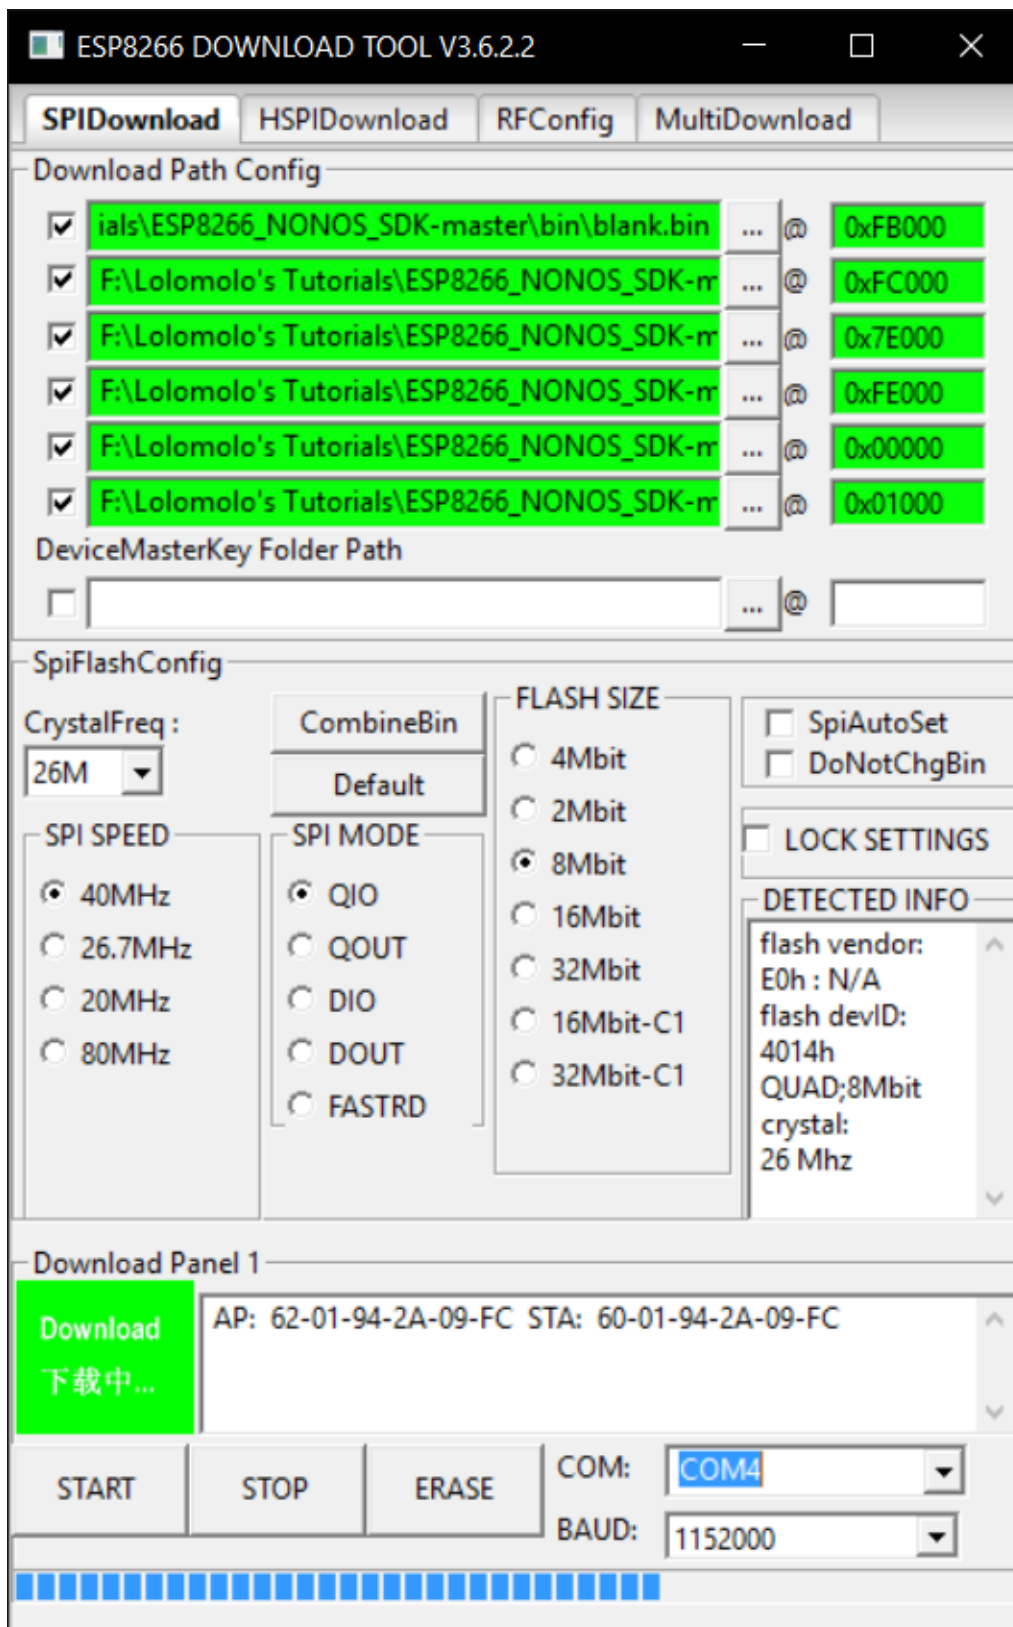 ESP8266 DOWNLOAD TOOL V3.6.2.2
SPIDownload HSPIDownload RFConfig MultiDownload
Download Path Config
ials\ESP8266_NONOS_SDK-master\bin\blank.bin ... @ 0xFB000
F:\Lolomolo's Tutorials\ESP8266_NONOS_SDK-m ... @ 0xFC000
F:\Lolomolo's Tutorials\ESP8266_NONOS_SDK-m ... @ 0x7E000
F:\Lolomolo's Tutorials\ESP8266_NONOS_SDK-m ... @ 0xFE000
F:\Lolomolo's Tutorials\ESP8266_NONOS_SDK-m ... @ 0x00000
F:\Lolomolo's Tutorials\ESP8266_NONOS_SDK-m ... @ 0x01000
DeviceMasterKey Folder Path
... @
SpiFlashConfig
CrystalFreq :
26M
CombineBin
Default
SPI SPEED
40MHz
26.7MHz
20MHz
80MHz
SPI MODE
QIO
QOUT
DIO
DOUT
FASTRD
FLASH SIZE
4Mbit
2Mbit
8Mbit
16Mbit
32Mbit
16Mbit-C1
32Mbit-C1
SpiAutoSet
DoNotChgBin
LOCK SETTINGS
DETECTED INFO
flash vendor:
E0h : N/A
flash devID:
4014h
QUAD;8Mbit
crystal:
26 Mhz
Download Panel 1
Download
下载中...
AP: 62-01-94-2A-09-FC STA: 60-01-94-2A-09-FC
START STOP ERASE
COM: COM4
BAUD: 1152000